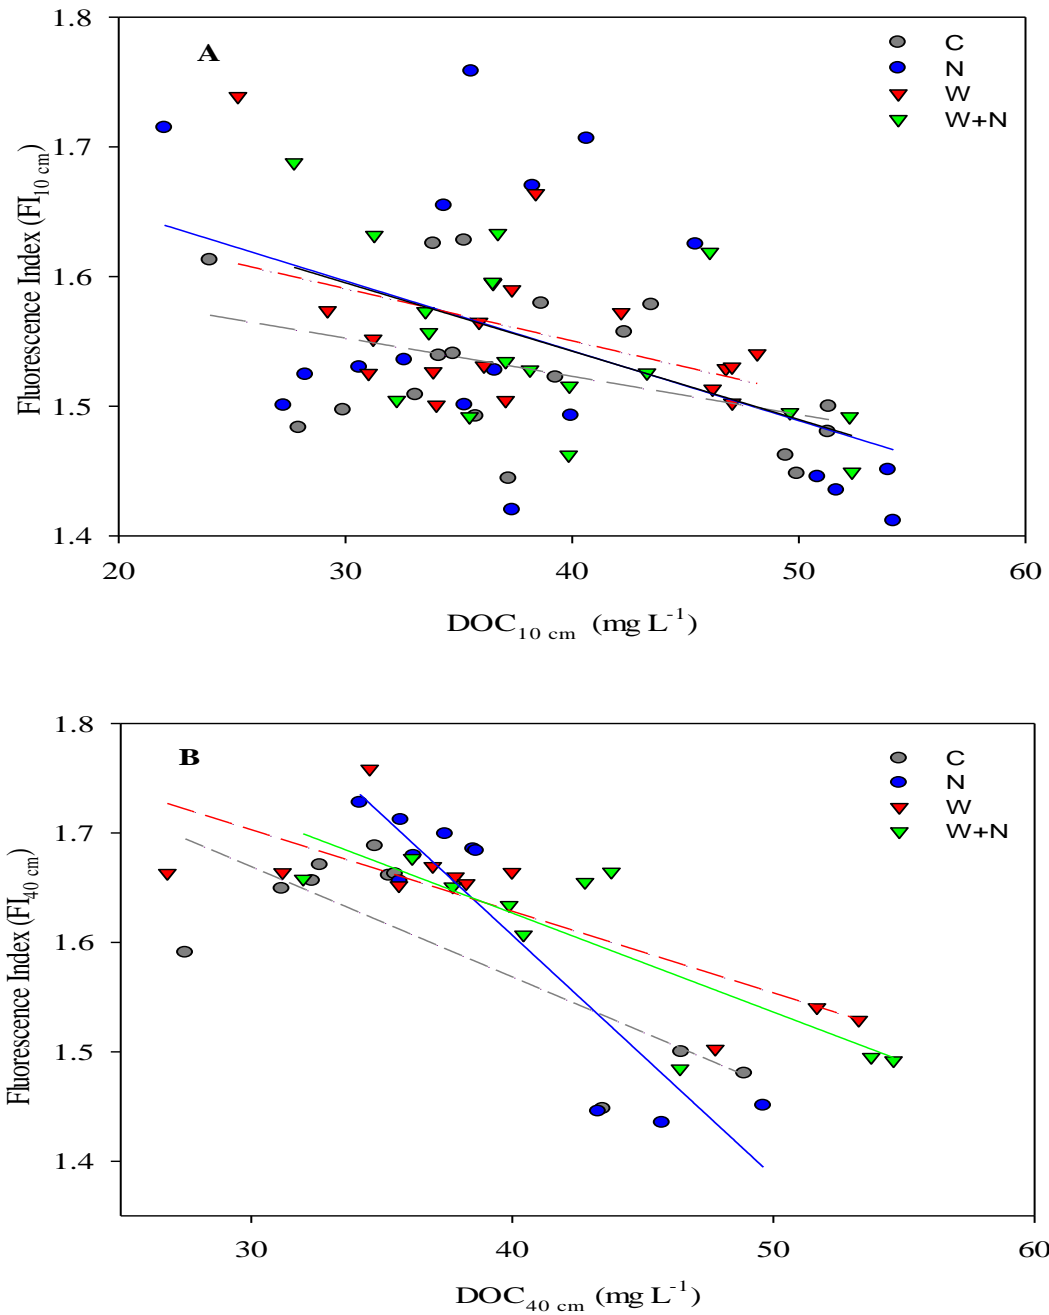 1.8
A
C
N
W
W+N
1.7
1.6
1.5
1.4
Fluorescence Index (FI10 cm)
20 30 40 50 60
DOC10 cm (mg L-1)
1.8
B
C
N
W
W+N
1.7
1.6
1.5
1.4
Fluorescence Index (FI40 cm)
30 40 50 60
DOC40 cm (mg L-1)